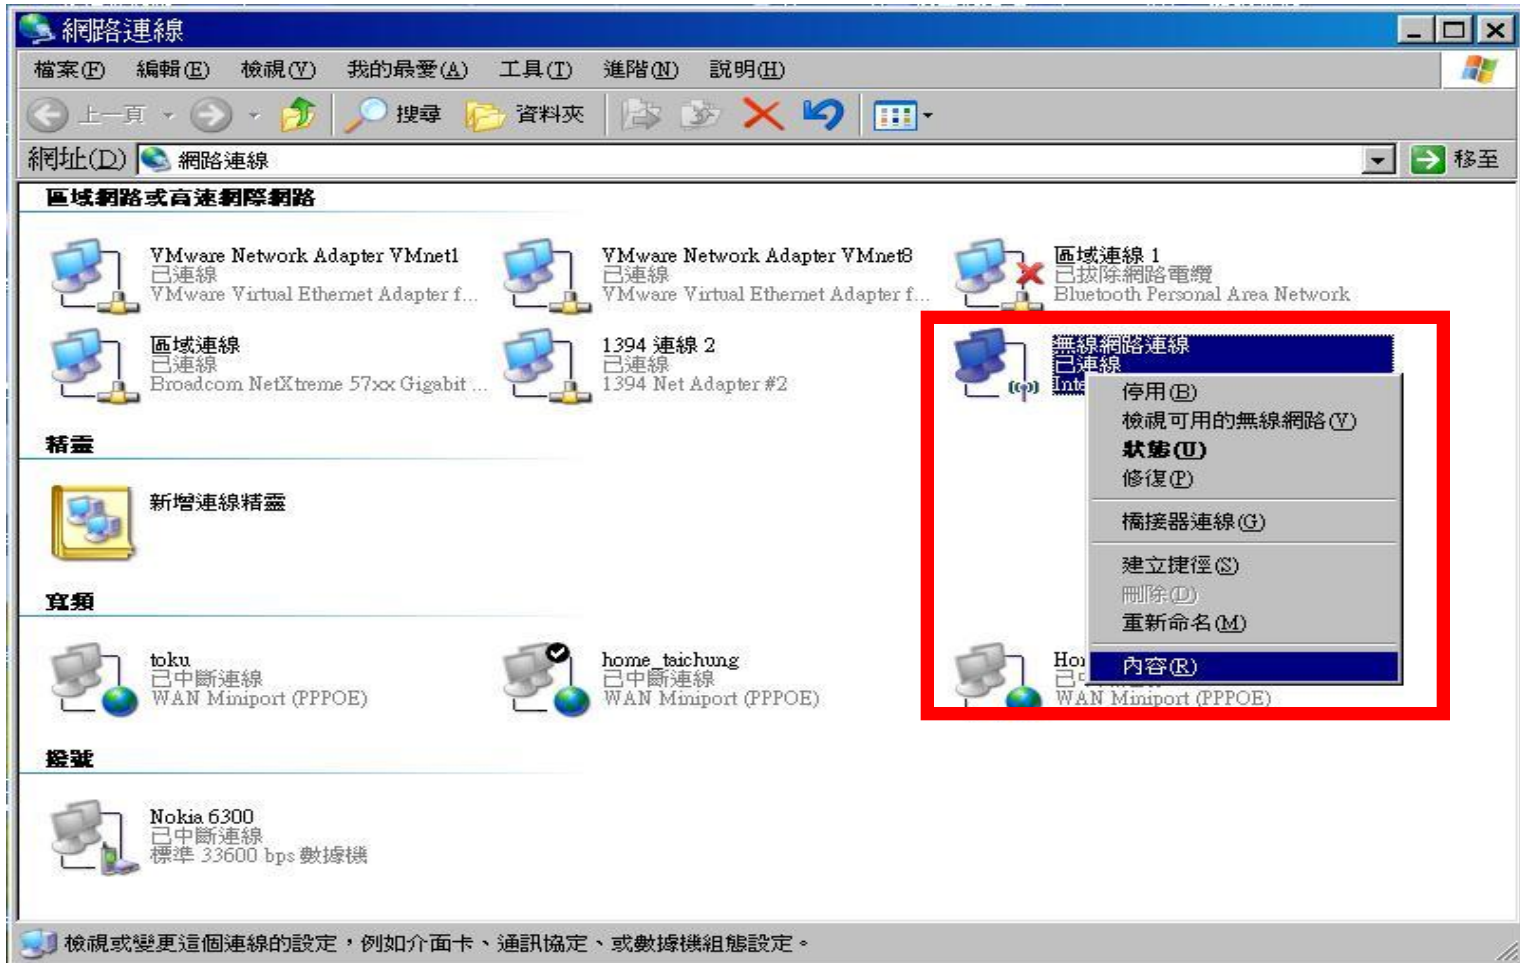 網路連線
檔案(F) 編輯(E) 檢視(V) 我的最愛(A) 工具(T) 進階(N) 說明(H)
上一頁 搜尋 資料夾
網址(D) 網路連線 移至
區域網路或高速網際網路
VMware Network Adapter VMnet1
已連線
VMware Virtual Ethernet Adapter f...
VMware Network Adapter VMnet8
已連線
VMware Virtual Ethernet Adapter f...
區域連線 1
已拔除網路電纜
Bluetooth Personal Area Network
區域連線
已連線
Broadcom NetXtreme 57xx Gigabit ...
1394 連線 2
已連線
1394 Net Adapter #2
無線網路連線
已連線
停用(B)
檢視可用的無線網路(V)
狀態(U)
修復(P)
橋接器連線(G)
建立捷徑(S)
刪除(D)
重新命名(M)
內容(R)
精靈
新增連線精靈
寬頻
toku
已中斷連線
WAN Miniport (PPPOE)
home_taichung
已中斷連線
WAN Miniport (PPPOE)
WAN Miniport (PPPOE)
撥號
Nokia 6300
已中斷連線
標準 33600 bps 數據機
檢視或變更這個連線的設定，例如介面卡、通訊協定、或數據機組態設定。